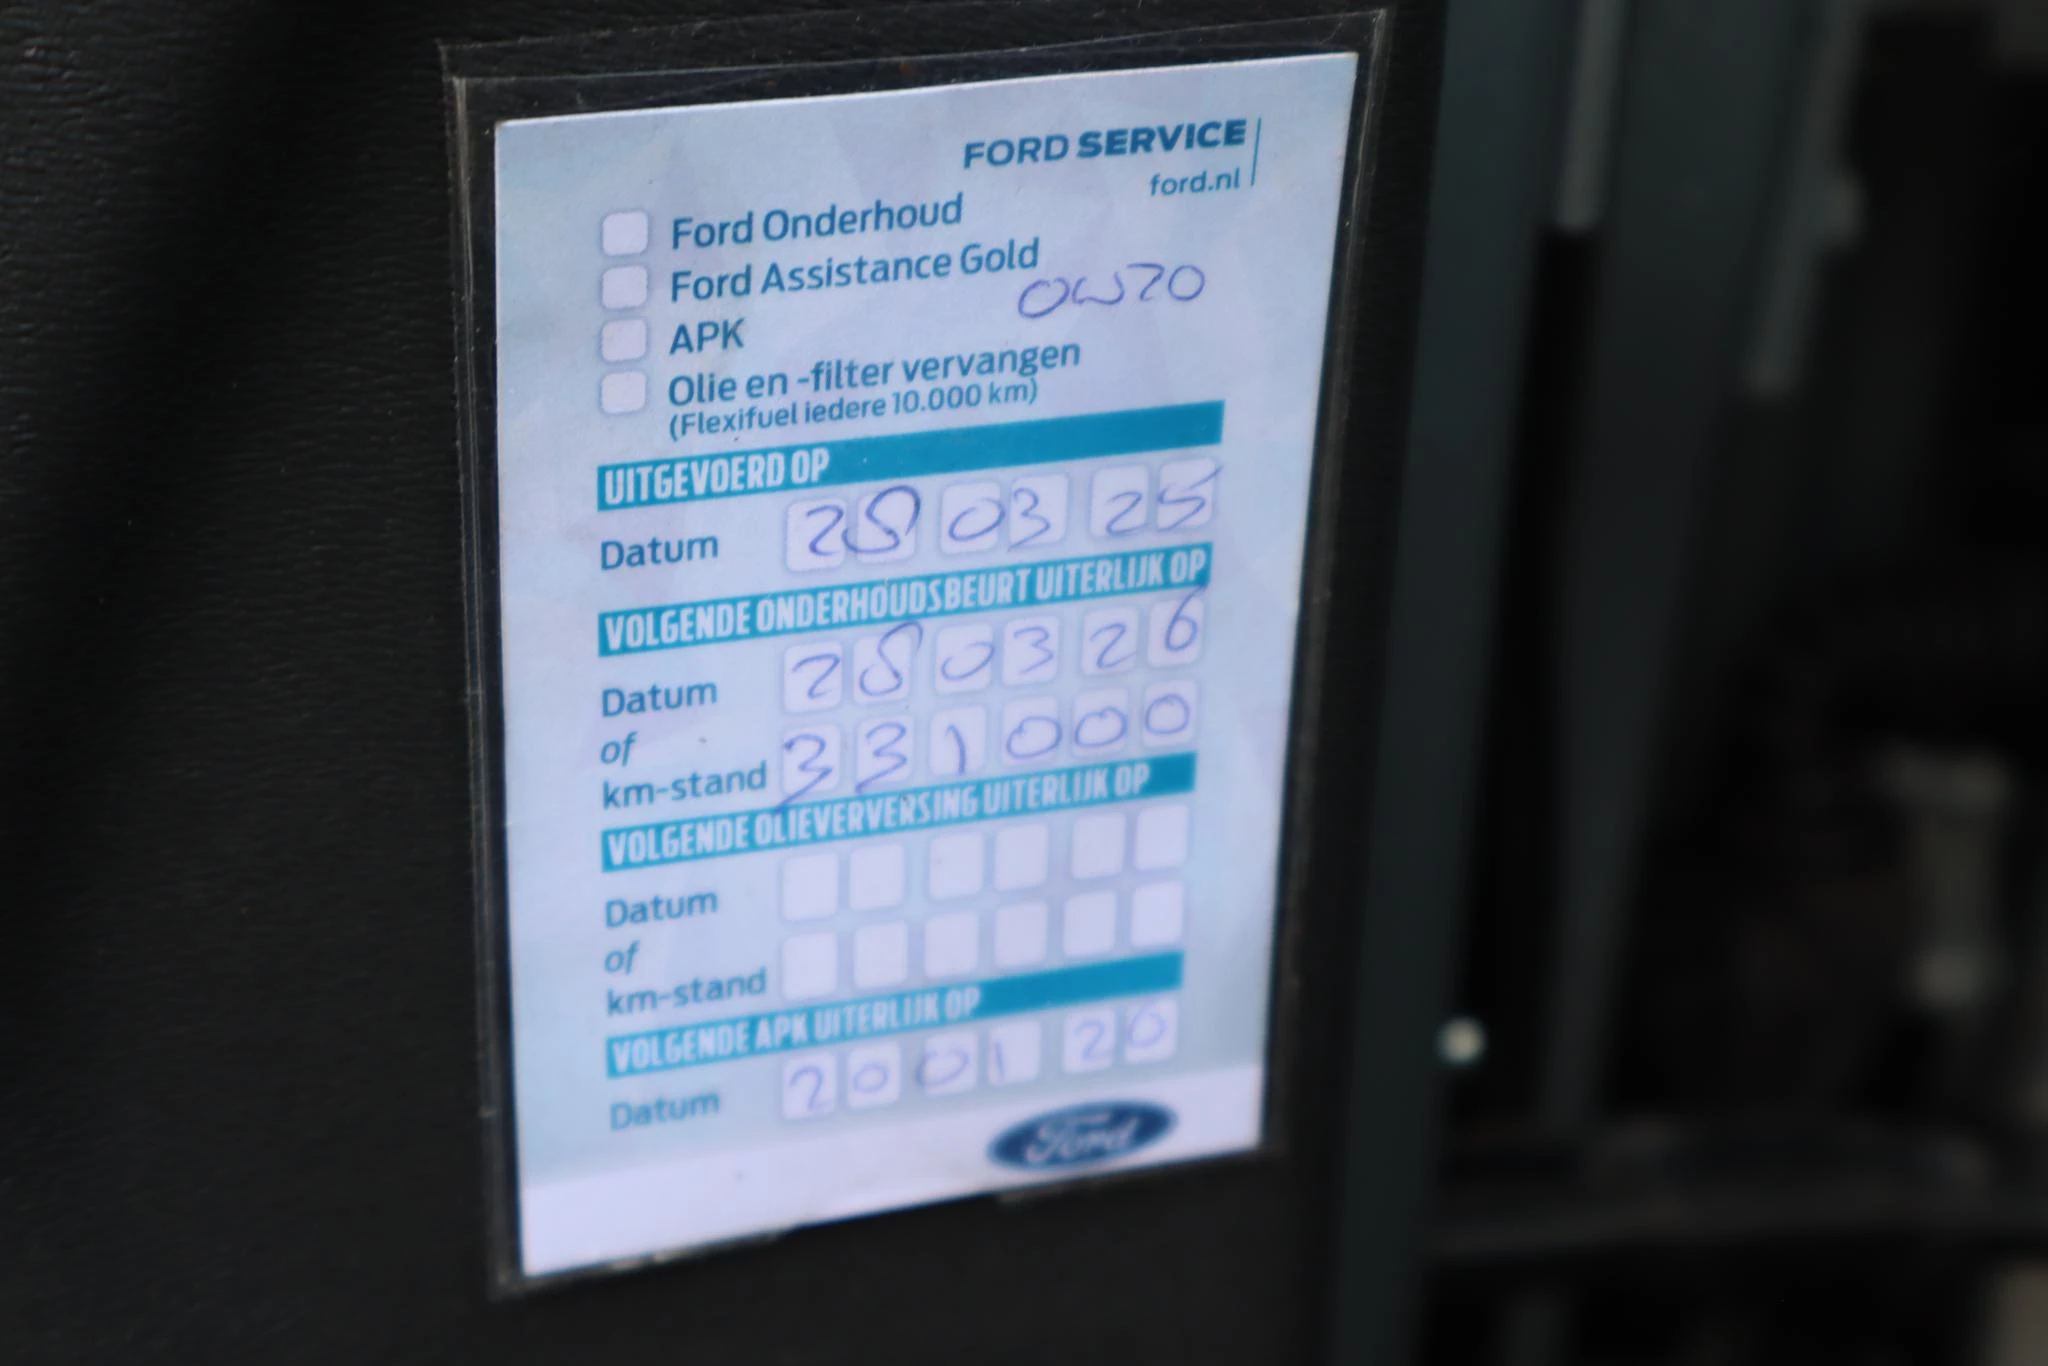 FORD SERVICE
ford.nl
Ford Onderhoud
Ford Assistance Gold
0W20
APK
Olie en -filter vervangen
(Flexifuel iedere 10.000 km)
UITGEVOERD OP
Datum 28 03 25
VOLGENDE ONDERHOUDSBEURT UITERLIJK OP
Datum 28 03 26
of
km-stand 331000
VOLGENDE OLIEVERVERSING UITERLIJK OP
Datum
of
km-stand
VOLGENDE APK UITERLIJK OP
Datum 20 01 26
Ford